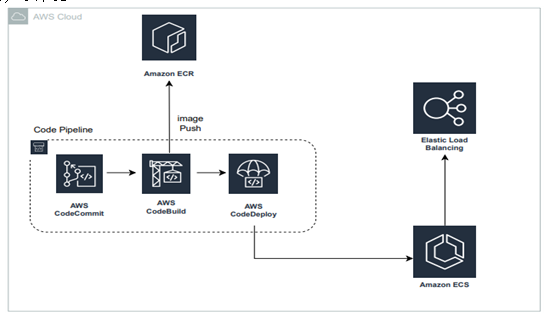 AWS Cloud
Amazon ECR
image
Push
Code Pipeline
AWS
CodeCommit
AWS
CodeBuild
AWS
CodeDeploy
Elastic Load
Balancing
Amazon ECS